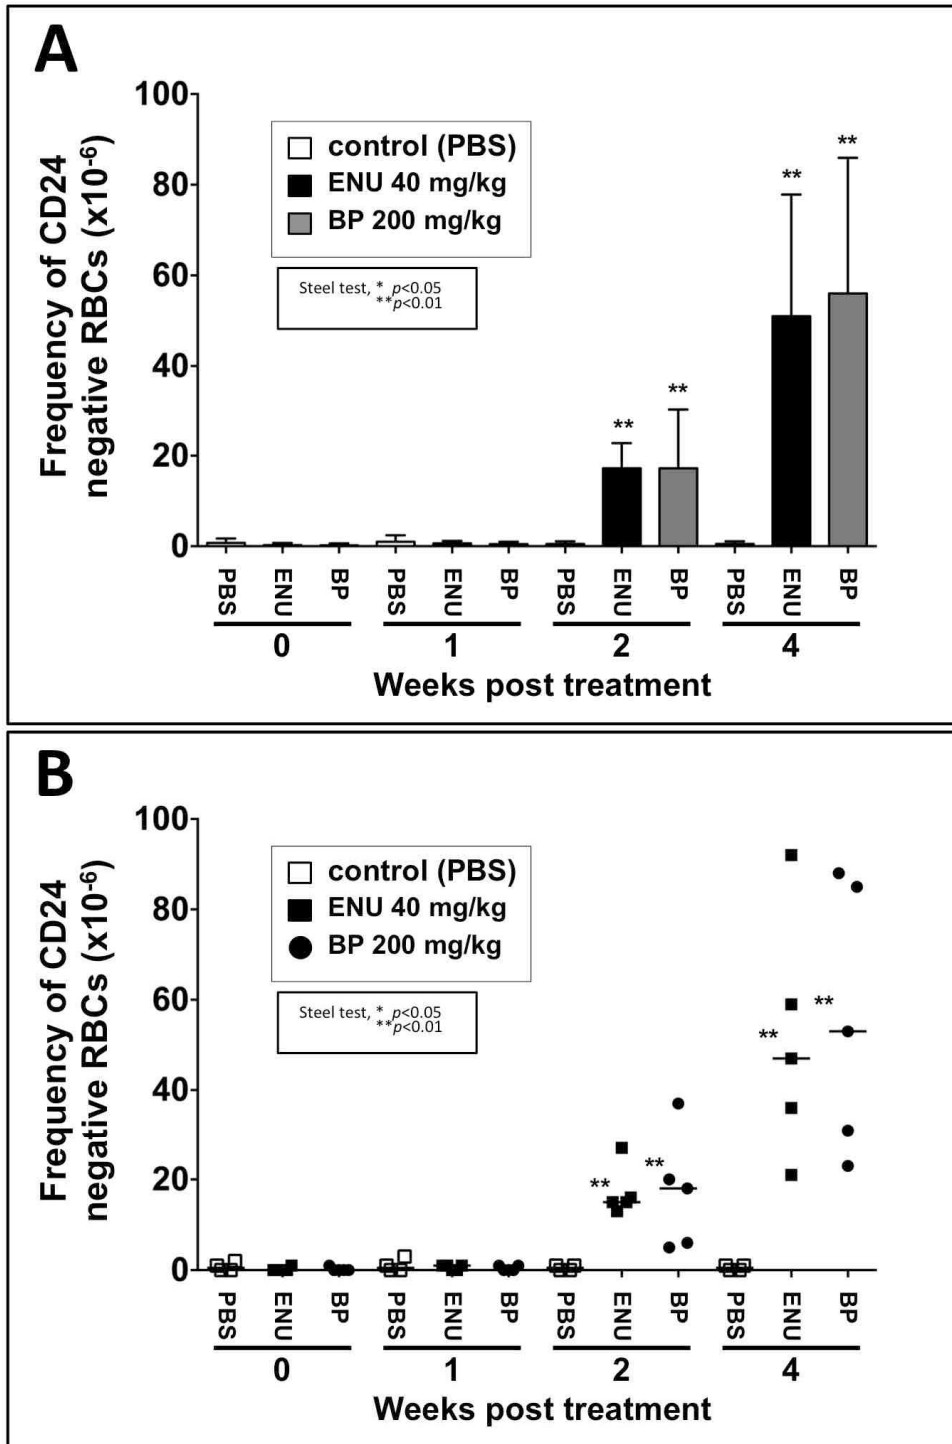 A
Frequency of CD24
negative RBCs (x10-6)
100
80
60
40
20
0
control (PBS)
ENU 40 mg/kg
BP 200 mg/kg
Steel test, * p<0.05
**p<0.01
**
**
**
**
PBS ENU BP PBS ENU BP PBS ENU BP PBS ENU BP
0 1 2 4
Weeks post treatment
B
Frequency of CD24
negative RBCs (x10-6)
100
80
60
40
20
0
control (PBS)
ENU 40 mg/kg
BP 200 mg/kg
Steel test, * p<0.05
**p<0.01
**
**
**
**
PBS ENU BP PBS ENU BP PBS ENU BP PBS ENU BP
0 1 2 4
Weeks post treatment